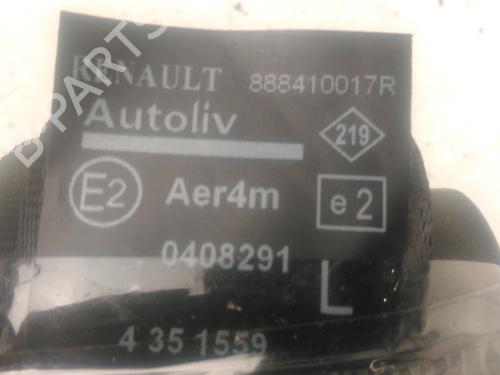 RENAULT 888410017R
Autoliv
219
E2 Aer4m e2
0408291
L
4 35 1559
B-PARTS